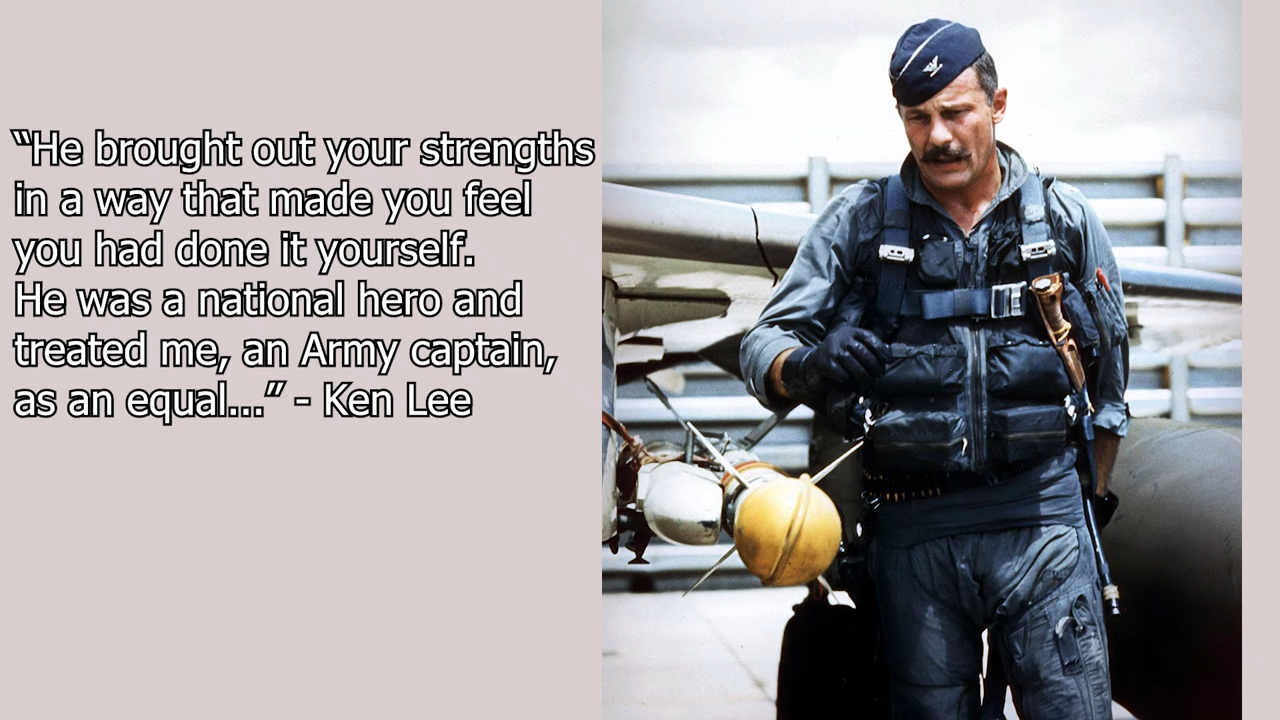 “He brought out your strengths
in a way that made you feel
you had done it yourself.
He was a national hero and
treated me, an Army captain,
as an equal...” - Ken Lee